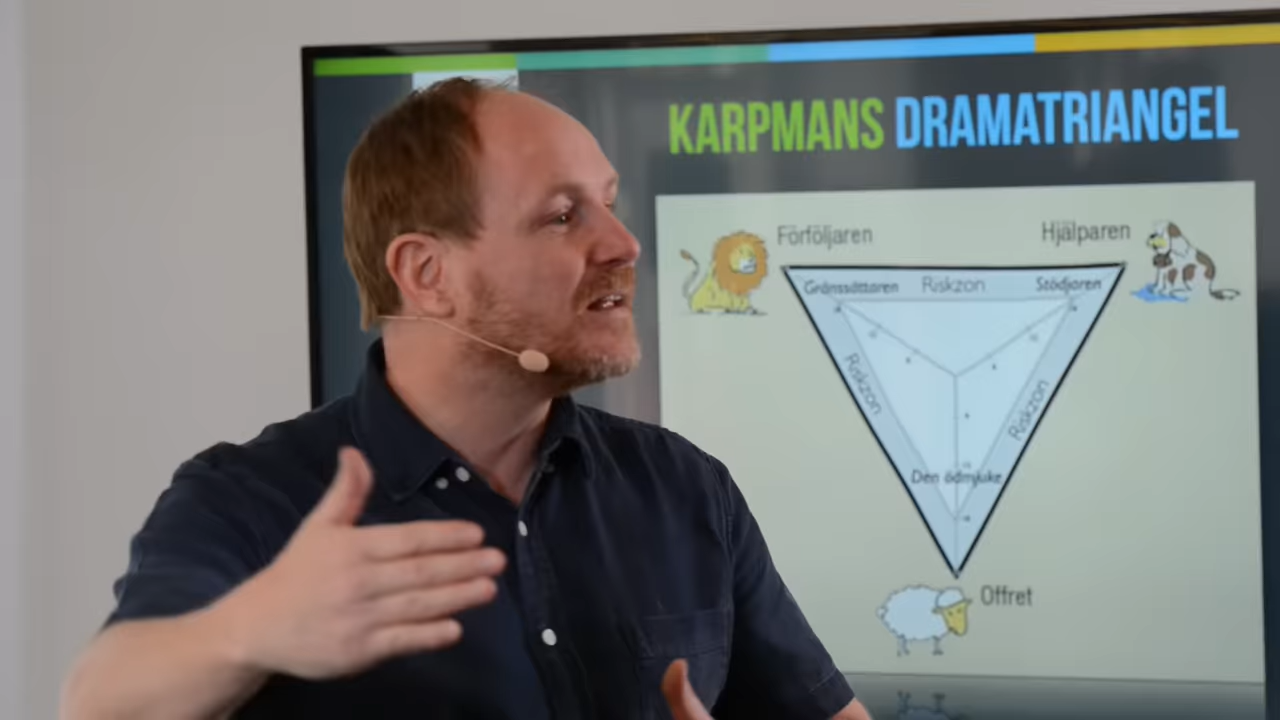 KARPMANS DRAMATRIANGEL
Förföljaren
Hjälparen
Gränssättaren
Riskzon
Stödjaren
Riskzon
Riskzon
Den ödmjuke
Offret